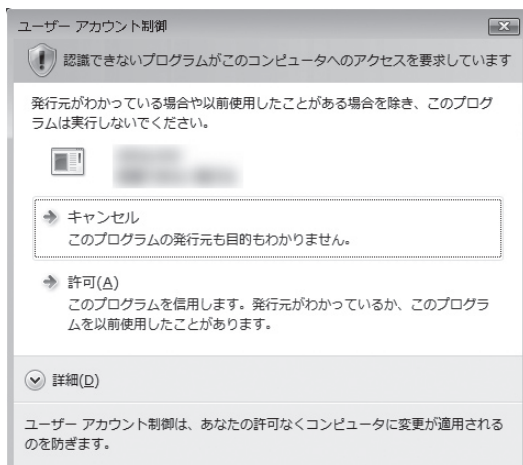 ユーザー アカウント制御
認識できないプログラムがこのコンピュータへのアクセスを要求しています
発行元がわかっている場合や以前使用したことがある場合を除き、このプログ
ラムは実行しないでください。
キャンセル
このプログラムの発行元も目的もわかりません。
許可(A)
このプログラムを信用します。発行元がわかっているか、このプログラ
ムを以前使用したことがあります。
詳細(D)
ユーザー アカウント制御は、あなたの許可なくコンピュータに変更が適用される
のを防ぎます。